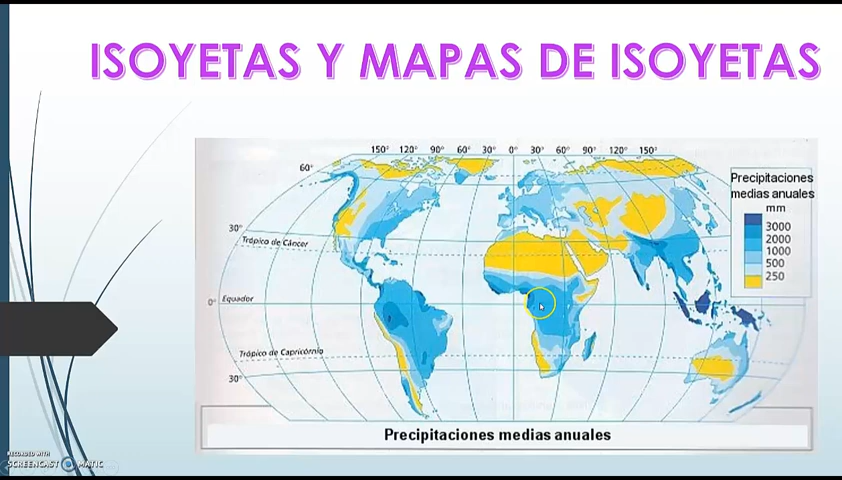 ISOYETAS Y MAPAS DE ISOYETAS
150° 120° 90° 60° 30° 0° 30° 60° 90° 120° 150°
60°
30°
Trópico de Cáncer
0°
Equador
Trópico de Capricórnio
30°
Precipitaciones
medias anuales
mm
3000
2000
1000
500
250
Precipitaciones medias anuales
RECORDED WITH
SCREENCAST MATIC